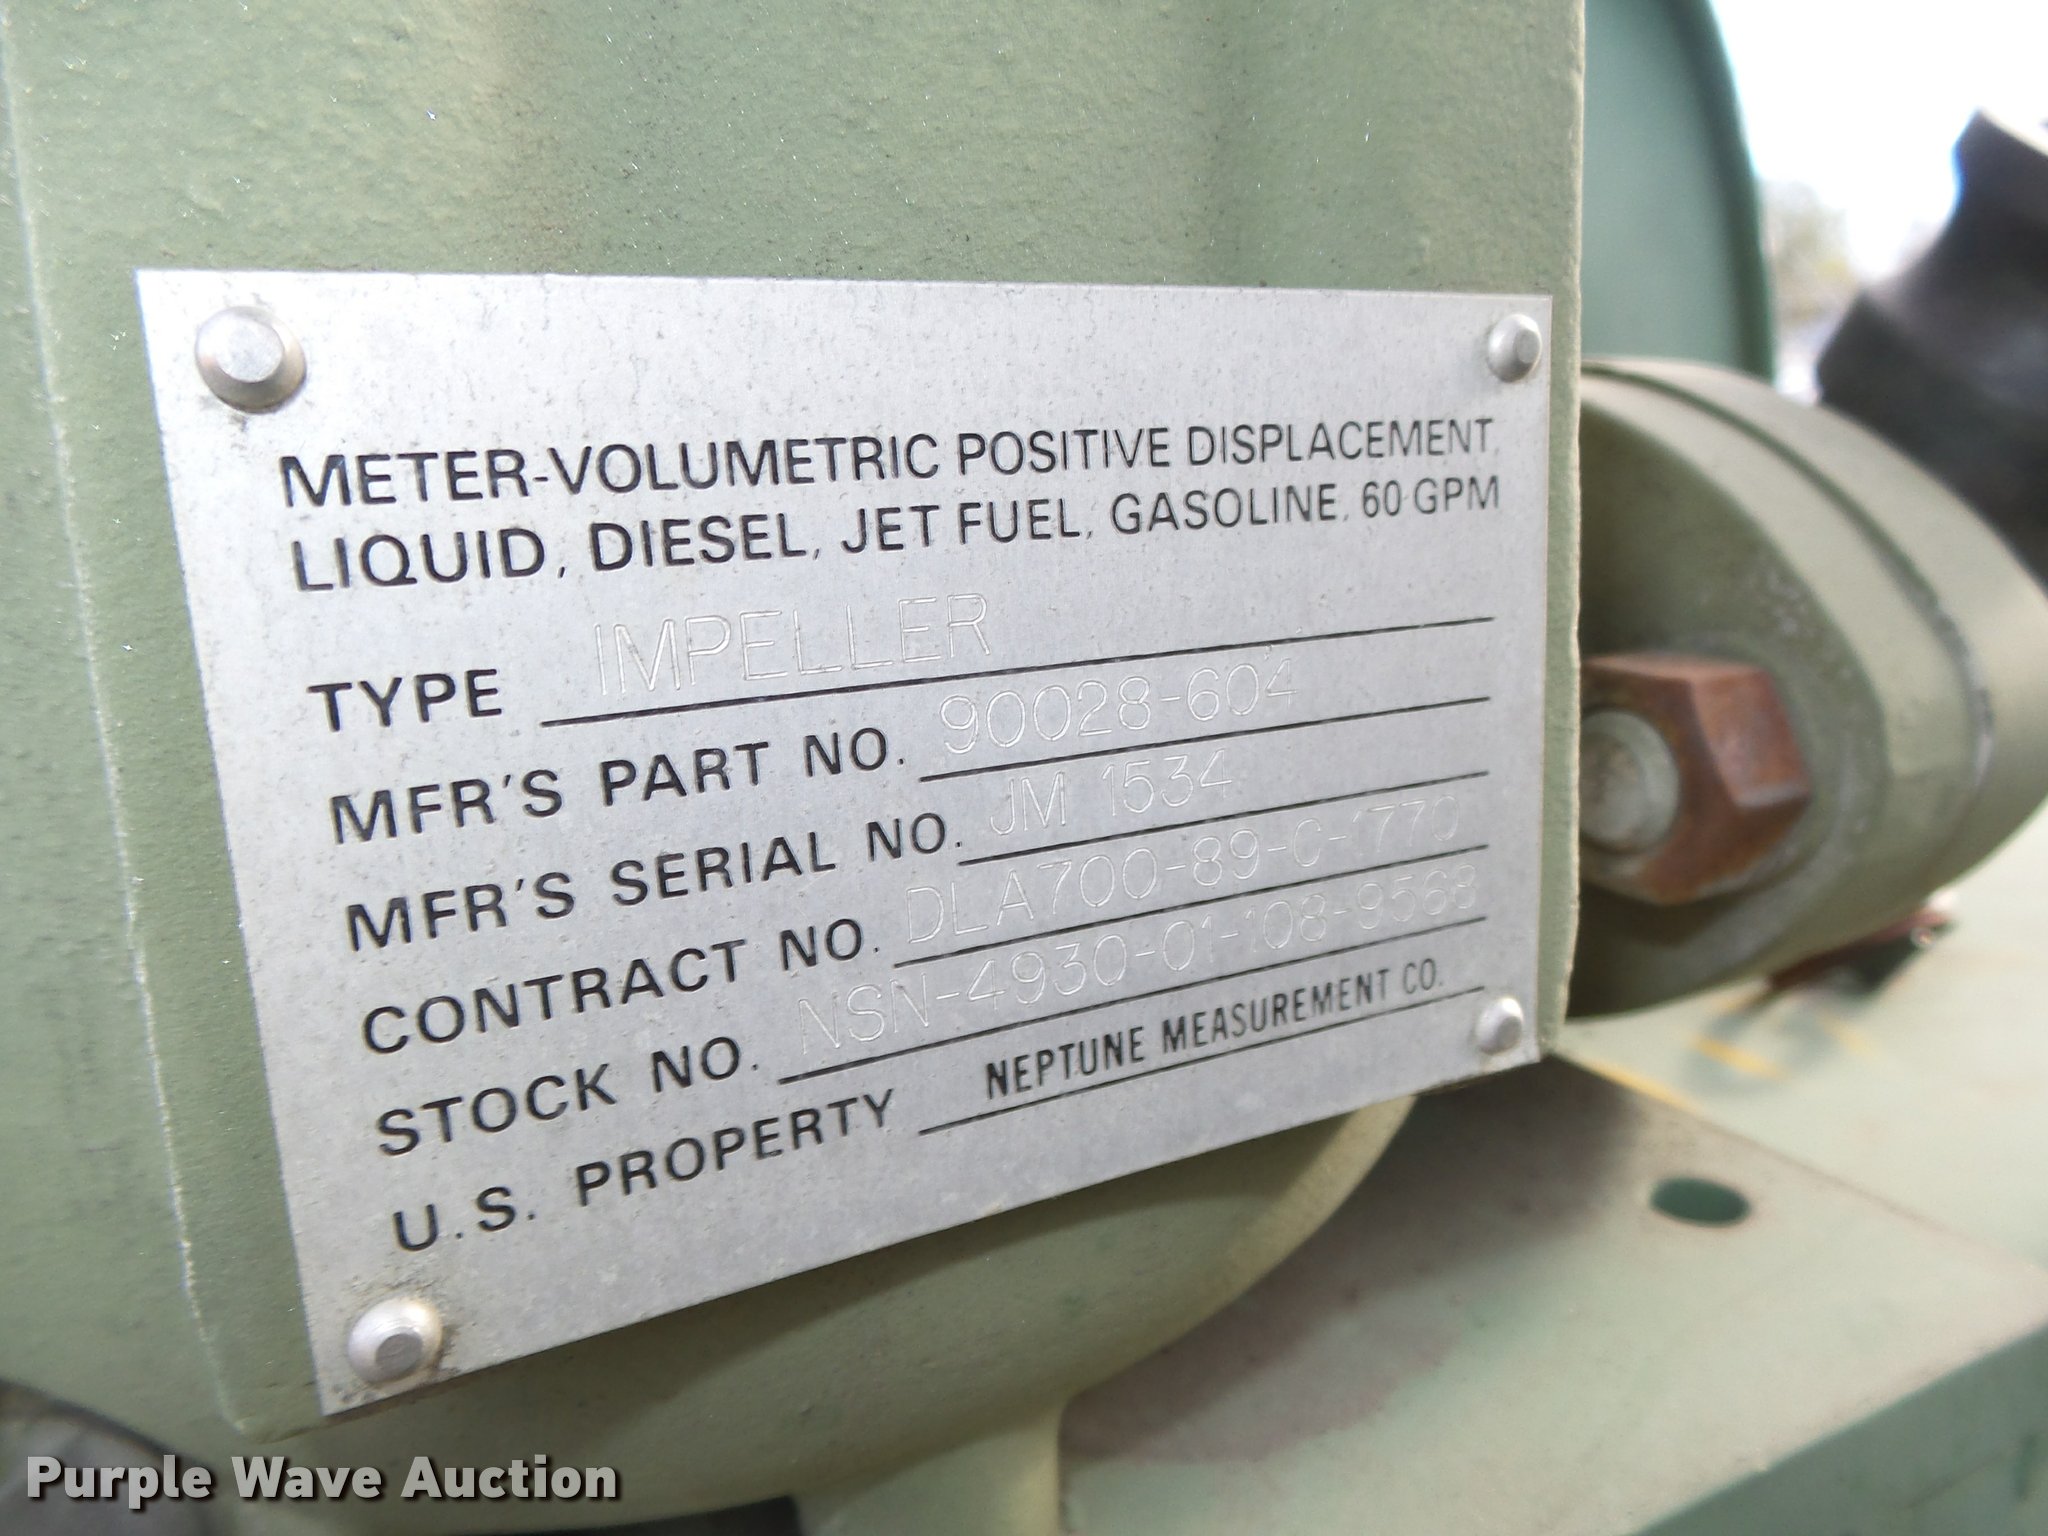 METER-VOLUMETRIC POSITIVE DISPLACEMENT,
LIQUID, DIESEL, JET FUEL, GASOLINE, 60 GPM
TYPE IMPELLER
MFR'S PART NO. 90028-604
MFR'S SERIAL NO. JM 1534
CONTRACT NO. DLA700-89-C-1770
STOCK NO. NSN-4930-01-108-9568
U.S. PROPERTY NEPTUNE MEASUREMENT CO.
Purple Wave Auction